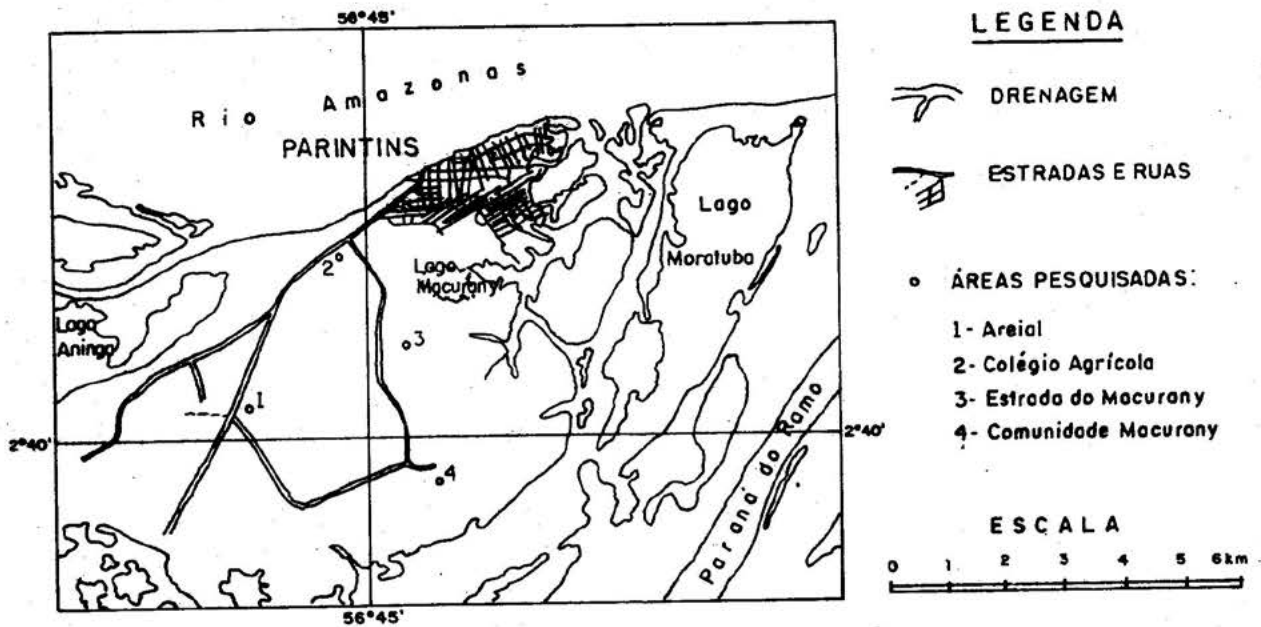 56°45'
Rio Amazonas
PARINTINS
Lago
Moratuba
Lago
Macurany
2
Lago
Aninga
3
1
2°40'
2°40'
4
Paraná do Ramo
56°45'
LEGENDA
DRENAGEM
ESTRADAS E RUAS
ÁREAS PESQUISADAS:
1- Areial
2- Colégio Agrícola
3- Estrada do Macurany
4- Comunidade Macurany
ESCALA
0 1 2 3 4 5 6 km